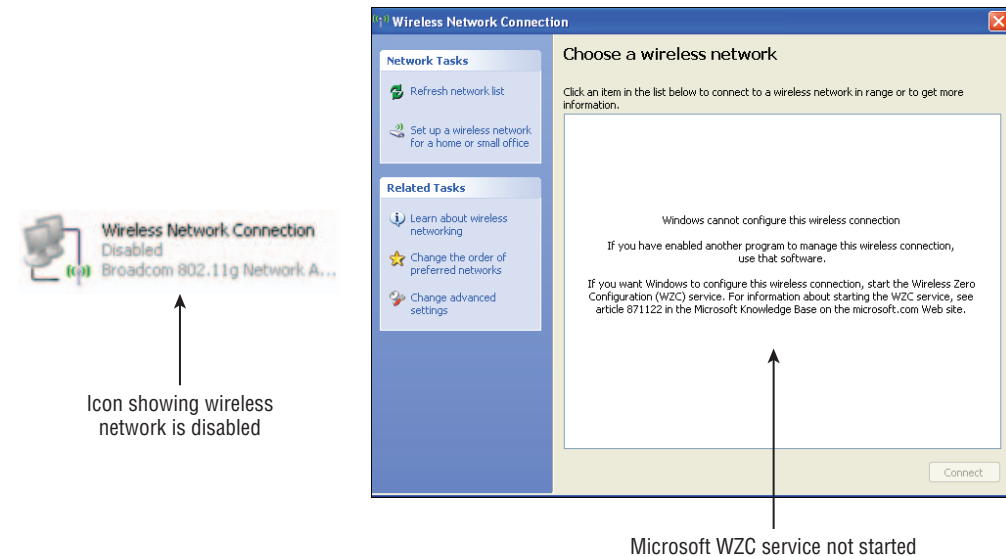 Wireless Network Connection
Disabled
Broadcom 802.11g Network A...
Icon showing wireless
network is disabled
Wireless Network Connection
Network Tasks
Refresh network list
Set up a wireless network
for a home or small office
Related Tasks
Learn about wireless
networking
Change the order of
preferred networks
Change advanced
settings
Choose a wireless network
Click an item in the list below to connect to a wireless network in range or to get more
information.
Windows cannot configure this wireless connection
If you have enabled another program to manage this wireless connection,
use that software.
If you want Windows to configure this wireless connection, start the Wireless Zero
Configuration (WZC) service. For information about starting the WZC service, see
article 871122 in the Microsoft Knowledge Base on the microsoft.com Web site.
Connect
Microsoft WZC service not started